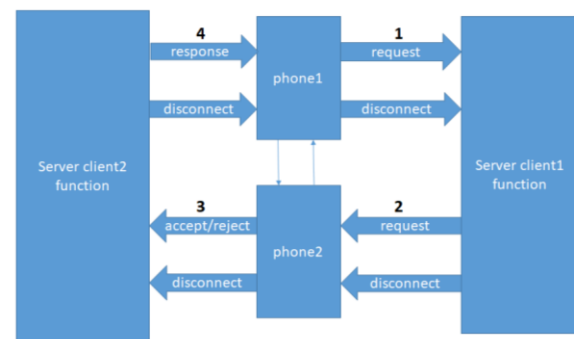 4
response
1
request
phone1
disconnect
disconnect
Server client2
function
Server client1
function
3
accept/reject
2
request
phone2
disconnect
disconnect